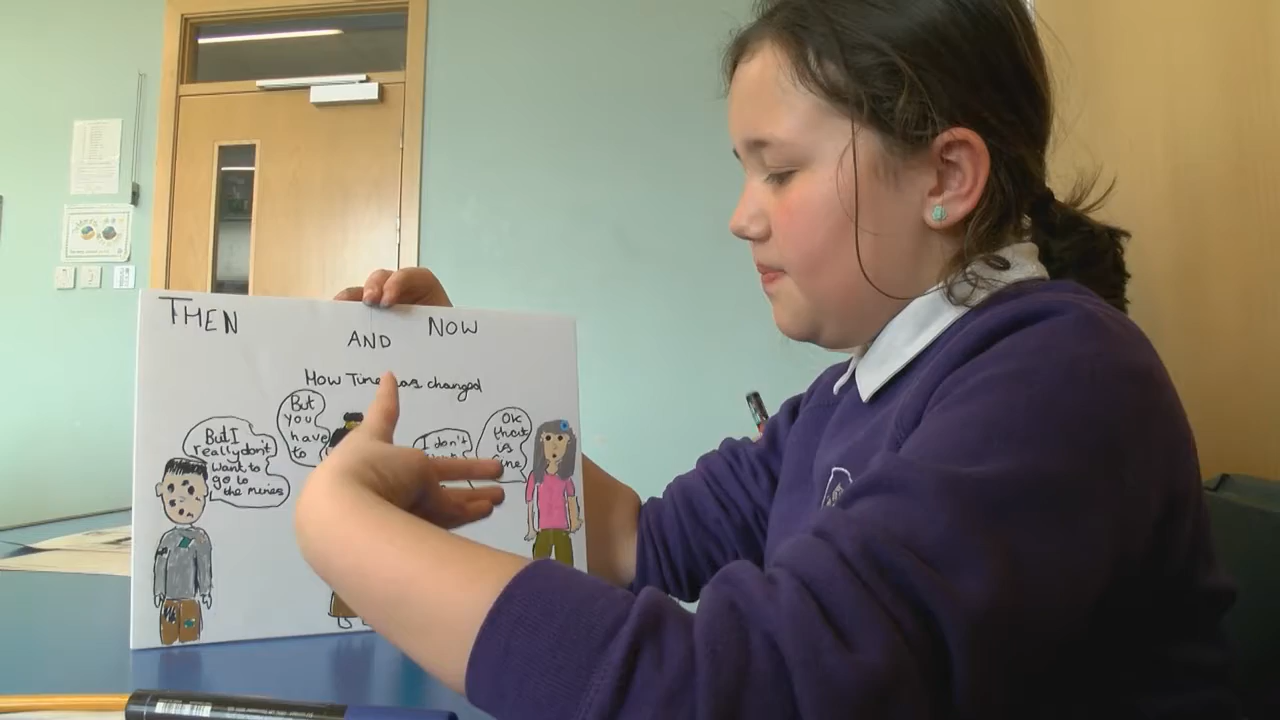 THEN
AND
NOW
How Time has changed
But I
really don't
want to
go to
the mines
But
you
have
to
I don't
Ok
that
is
fine